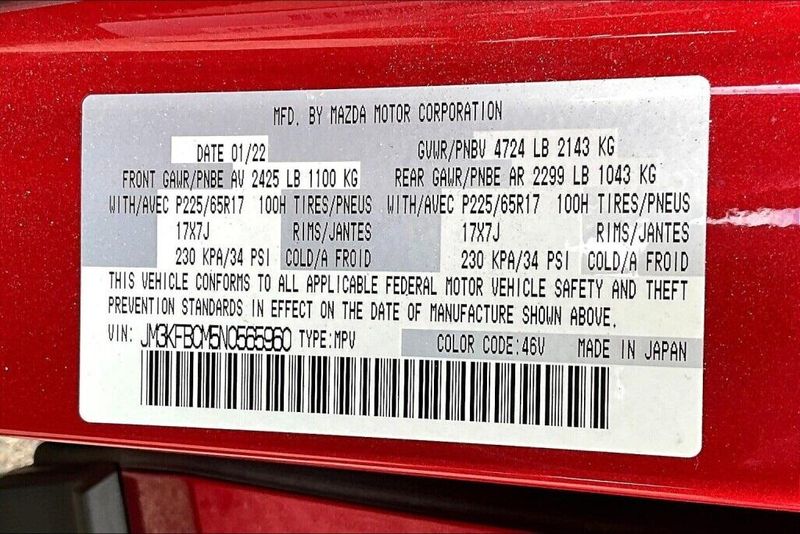 MFD. BY MAZDA MOTOR CORPORATION
DATE 01/22 GVWR/PNBV 4724 LB 2143 KG
FRONT GAWR/PNBE AV 2425 LB 1100 KG REAR GAWR/PNBE AR 2299 LB 1043 KG
WITH/AVEC P225/65R17 100H TIRES/PNEUS WITH/AVEC P225/65R17 100H TIRES/PNEUS
17X7J RIMS/JANTES 17X7J RIMS/JANTES
230 KPA/34 PSI COLD/A FROID 230 KPA/34 PSI COLD/A FROID
THIS VEHICLE CONFORMS TO ALL APPLICABLE FEDERAL MOTOR VEHICLE SAFETY AND THEFT
PREVENTION STANDARDS IN EFFECT ON THE DATE OF MANUFACTURE SHOWN ABOVE.
VIN: JM3KFBCM5N0565960 TYPE:MPV COLOR CODE:46V MADE IN JAPAN